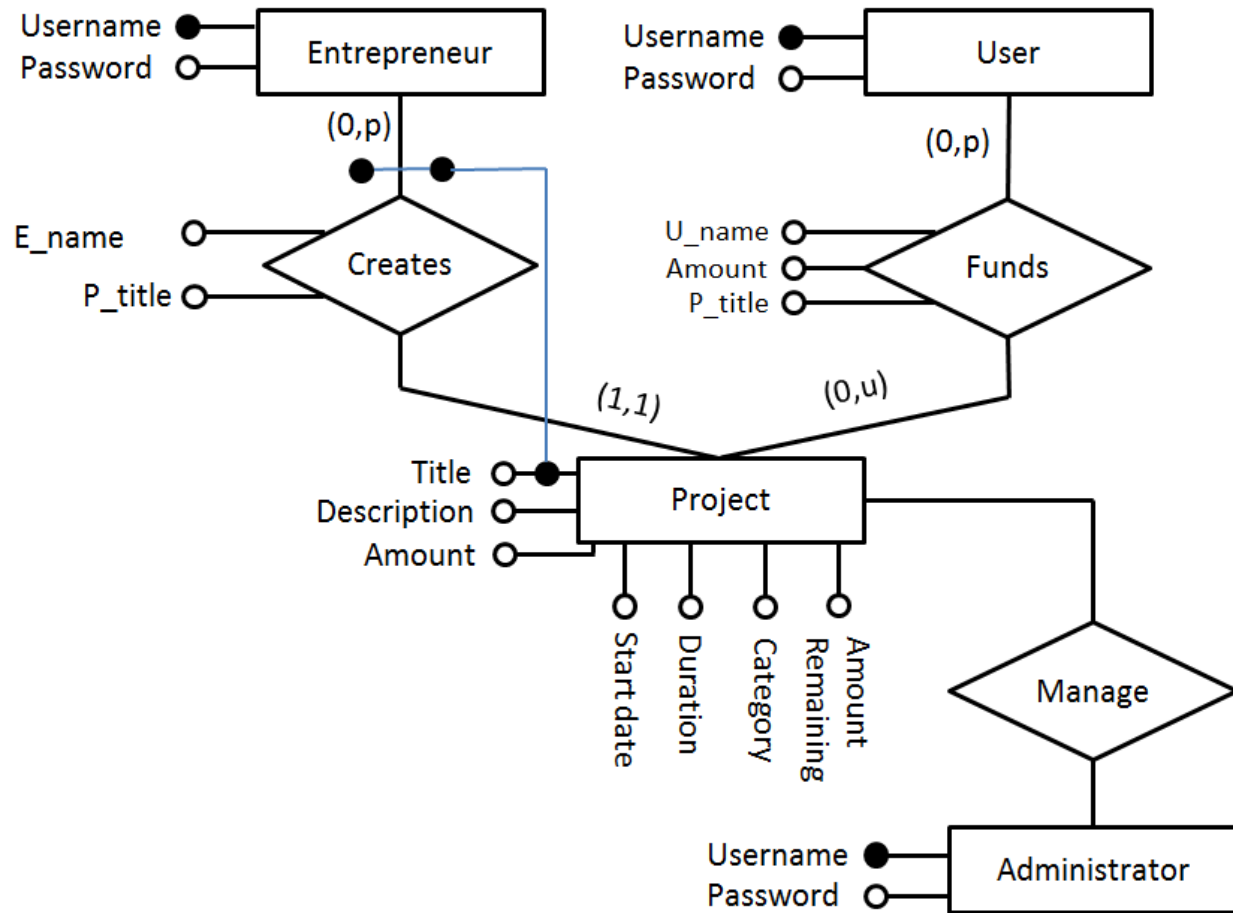 Username
Password
Entrepreneur
Username
Password
User
(0,p)
(0,p)
E_name
P_title
Creates
U_name
Amount
P_title
Funds
(1,1)
(0,u)
Title
Description
Amount
Project
Start date
Duration
Category
Amount
Remaining
Manage
Username
Password
Administrator